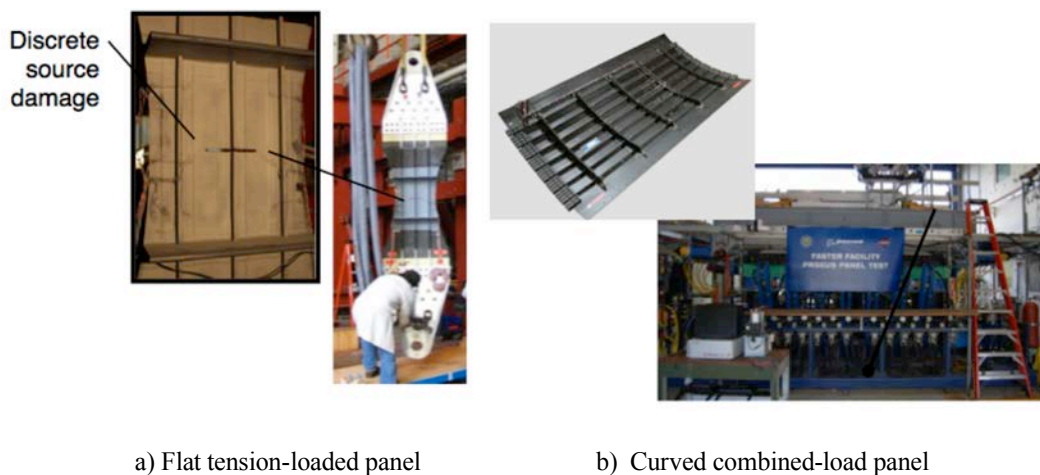 Discrete
source
damage
a)
b)
FASTER FACILITY
PRSEUS PANEL TEST
a) Flat tension-loaded panel
b) Curved combined-load panel